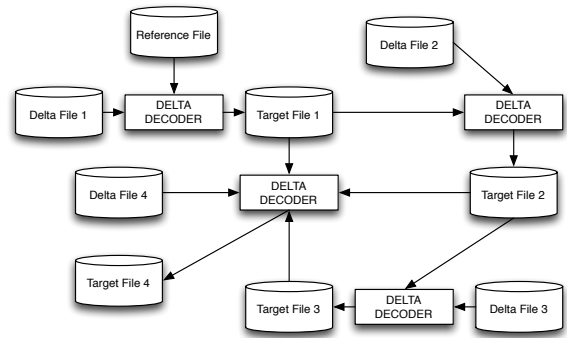 Reference File
Delta File 2
Delta File 1
DELTA
DECODER
Target File 1
DELTA
DECODER
Delta File 4
DELTA
DECODER
Target File 2
Target File 4
Target File 3
DELTA
DECODER
Delta File 3